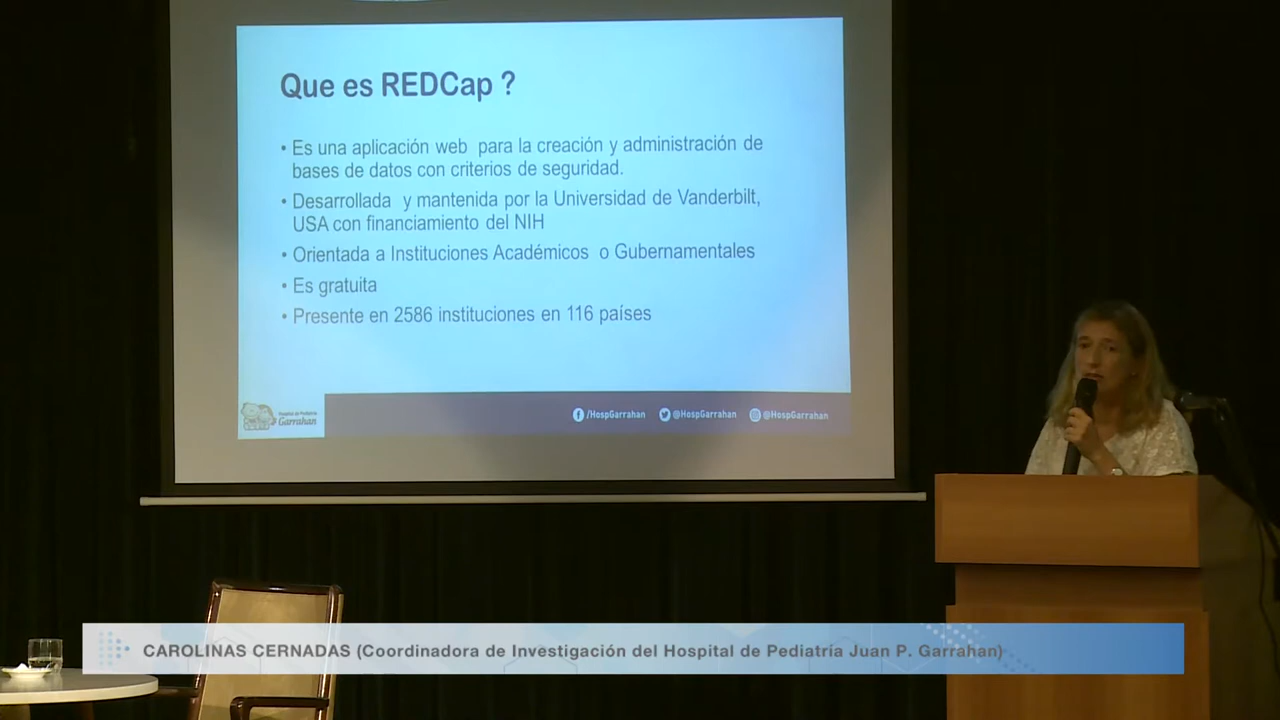 Que es REDCap ?
• Es una aplicación web para la creación y administración de
bases de datos con criterios de seguridad.
• Desarrollada y mantenida por la Universidad de Vanderbilt,
USA con financiamiento del NIH
• Orientada a Instituciones Académicos o Gubernamentales
• Es gratuita
• Presente en 2586 instituciones en 116 países
Hospital de Pediatría
Garrahan
/HospGarrahan @HospGarrahan @HospGarrahan
CAROLINAS CERNADAS (Coordinadora de Investigación del Hospital de Pediatría Juan P. Garrahan)